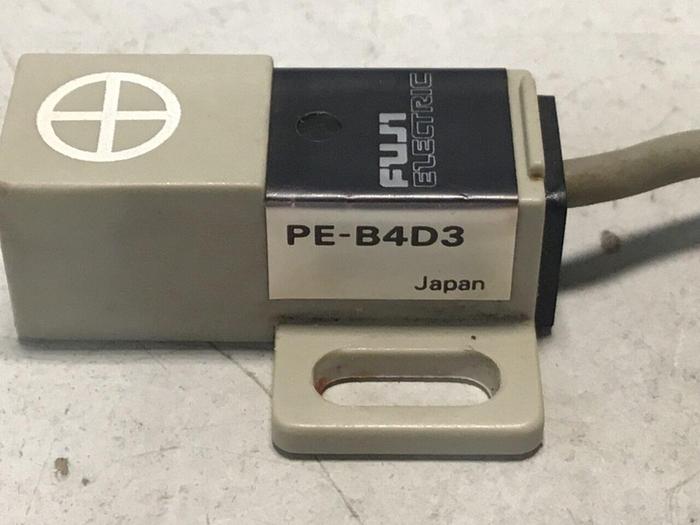 FUJI
ELECTRIC
PE-B4D3
Japan